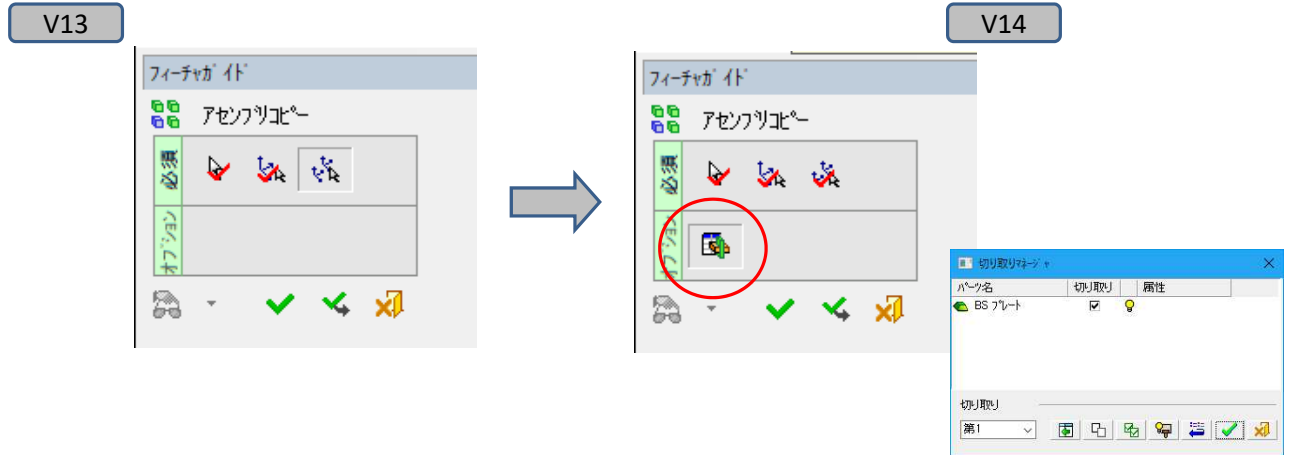 V13
V14
フィーチャガイド
アセンブリコピー
必須
オプション
フィーチャガイド
アセンブリコピー
必須
オプション
切り取りマネージャ
パーツ名 切り取り 属性
BS プレート
切り取り
第1